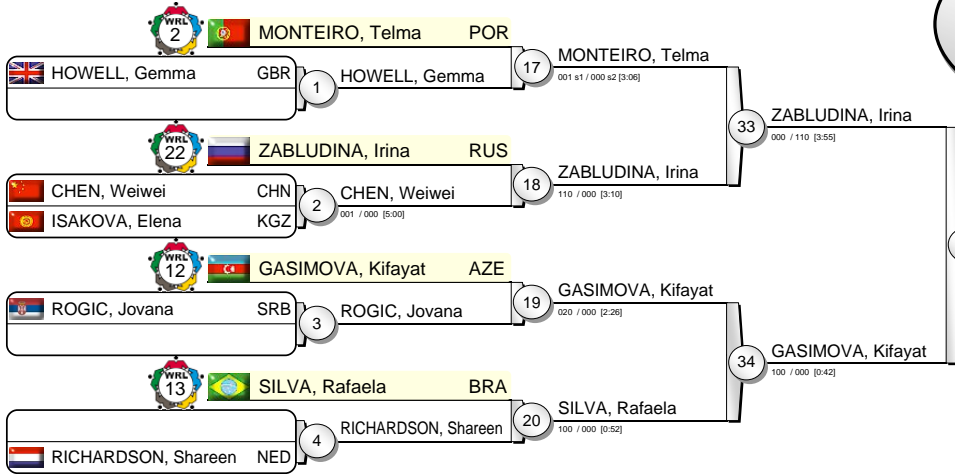 WRL
2
MONTEIRO, Telma POR
HOWELL, Gemma GBR
1
HOWELL, Gemma
17
MONTEIRO, Telma
001 s1 / 000 s2 [3:06]
33
ZABLUDINA, Irina
000 / 110 [3:55]
WRL
22
ZABLUDINA, Irina RUS
CHEN, Weiwei CHN
ISAKOVA, Elena KGZ
2
CHEN, Weiwei
001 / 000 [5:00]
18
ZABLUDINA, Irina
110 / 000 [3:10]
WRL
12
GASIMOVA, Kifayat AZE
ROGIC, Jovana SRB
3
ROGIC, Jovana
19
GASIMOVA, Kifayat
020 / 000 [2:26]
34
GASIMOVA, Kifayat
100 / 000 [0:42]
WRL
13
SILVA, Rafaela BRA
RICHARDSON, Shareen NED
4
RICHARDSON, Shareen
20
SILVA, Rafaela
100 / 000 [0:52]